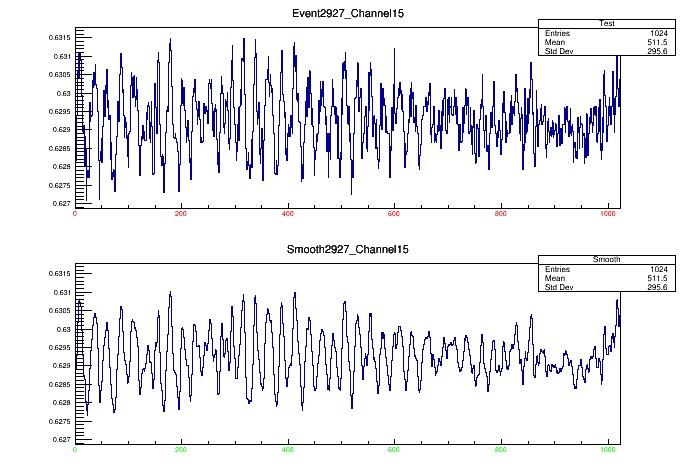 Event2927_Channel15
Test
Entries 1024
Mean 511.5
Std Dev 295.6
0.6315
0.631
0.6305
0.63
0.6295
0.629
0.6285
0.628
0.6275
0.627
0 200 400 600 800 1000
Smooth2927_Channel15
Smooth
Entries 1024
Mean 511.5
Std Dev 295.6
0.6315
0.631
0.6305
0.63
0.6295
0.629
0.6285
0.628
0.6275
0.627
0 200 400 600 800 1000